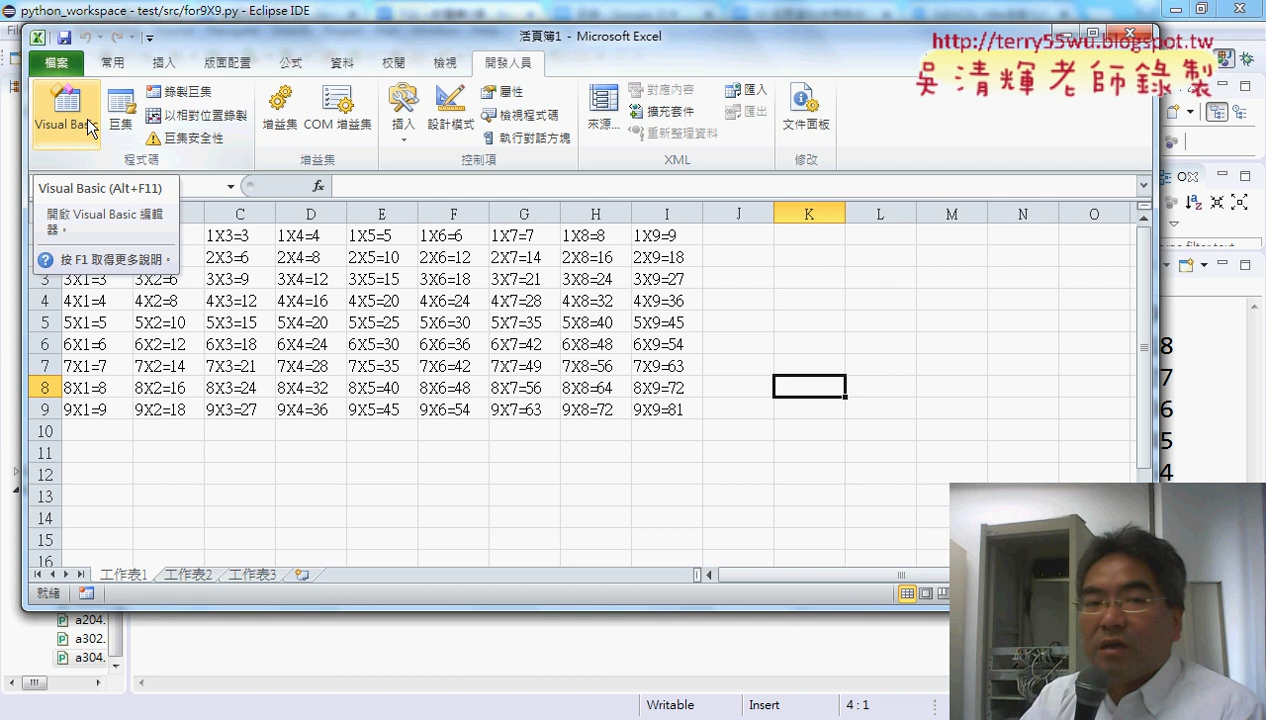 python_workspace - test/src/for9X9.py - Eclipse IDE
活頁簿1 - Microsoft Excel
http://terry55wu.blogspot.tw
吳清輝老師錄製
檔案 常用 插入 版面配置 公式 資料 校閱 檢視 開發人員
Visual Bas
巨集
錄製巨集
以相對位置錄製
巨集安全性
程式碼
增益集 COM 增益集
增益集
插入 設計模式
屬性
檢視程式碼
執行對話方塊
控制項
來源...
對應內容
擴充套件
重新整理資料
匯入
匯出
XML
文件面板
修改
Visual Basic (Alt+F11)
開啟 Visual Basic 編輯
器。
按 F1 取得更多說明。
fx
C D E F G H I J K L M N O
1X3=3 1X4=4 1X5=5 1X6=6 1X7=7 1X8=8 1X9=9
2X3=6 2X4=8 2X5=10 2X6=12 2X7=14 2X8=16 2X9=18
3 3X1=3 3X2=6 3X3=9 3X4=12 3X5=15 3X6=18 3X7=21 3X8=24 3X9=27
4 4X1=4 4X2=8 4X3=12 4X4=16 4X5=20 4X6=24 4X7=28 4X8=32 4X9=36
5 5X1=5 5X2=10 5X3=15 5X4=20 5X5=25 5X6=30 5X7=35 5X8=40 5X9=45
6 6X1=6 6X2=12 6X3=18 6X4=24 6X5=30 6X6=36 6X7=42 6X8=48 6X9=54
7 7X1=7 7X2=14 7X3=21 7X4=28 7X5=35 7X6=42 7X7=49 7X8=56 7X9=63
8 8X1=8 8X2=16 8X3=24 8X4=32 8X5=40 8X6=48 8X7=56 8X8=64 8X9=72
9 9X1=9 9X2=18 9X3=27 9X4=36 9X5=45 9X6=54 9X7=63 9X8=72 9X9=81
10
11
12
13
14
15
16
8
7
6
5
4
工作表1 工作表2 工作表3
就緒
a204.
a302.
a304.
Writable Insert 4 : 1